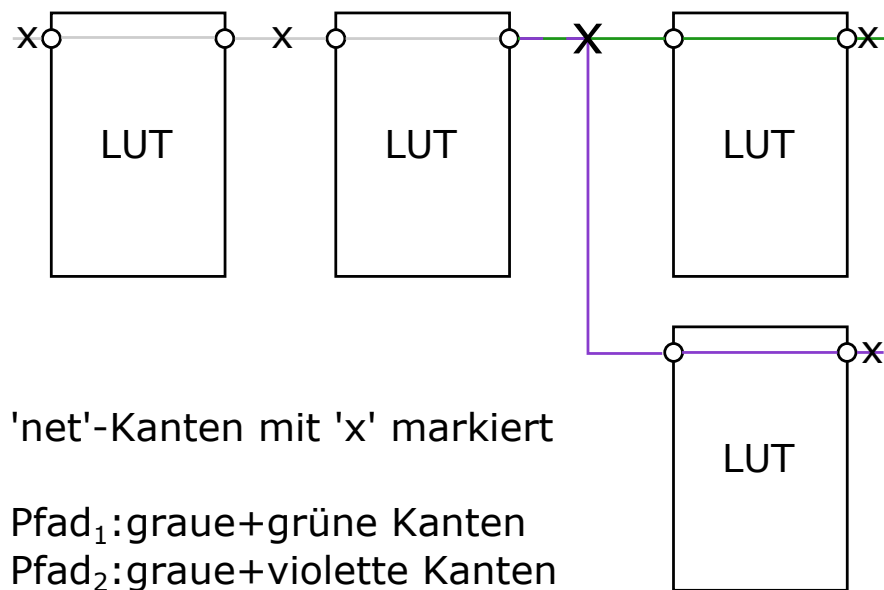 x x x x
LUT LUT LUT
x
LUT
'net'-Kanten mit 'x' markiert
Pfad₁:graue+grüne Kanten
Pfad₂:graue+violette Kanten